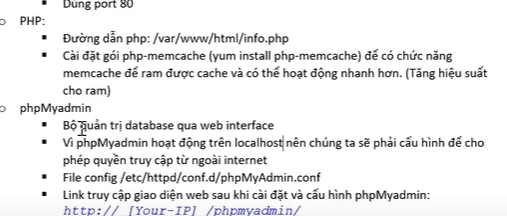 ▪ Dùng port 80
o PHP:
▪ Đường dẫn php: /var/www/html/info.php
▪ Cài đặt gói php-memcache (yum install php-memcache) để có chức năng
memcache để ram được cache và có thể hoạt động nhanh hơn. (Tăng hiệu suất
cho ram)
o phpMyadmin
▪ Bộ quản trị database qua web interface
▪ Vì phpMyadmin hoạt động trên localhost nên chúng ta sẽ phải cấu hình để cho
phép quyền truy cập từ ngoài internet
▪ File config /etc/httpd/conf.d/phpMyAdmin.conf
▪ Link truy cập giao diện web sau khi cài đặt và cấu hình phpMyadmin:
http:// [Your-IP] /phpmyadmin/